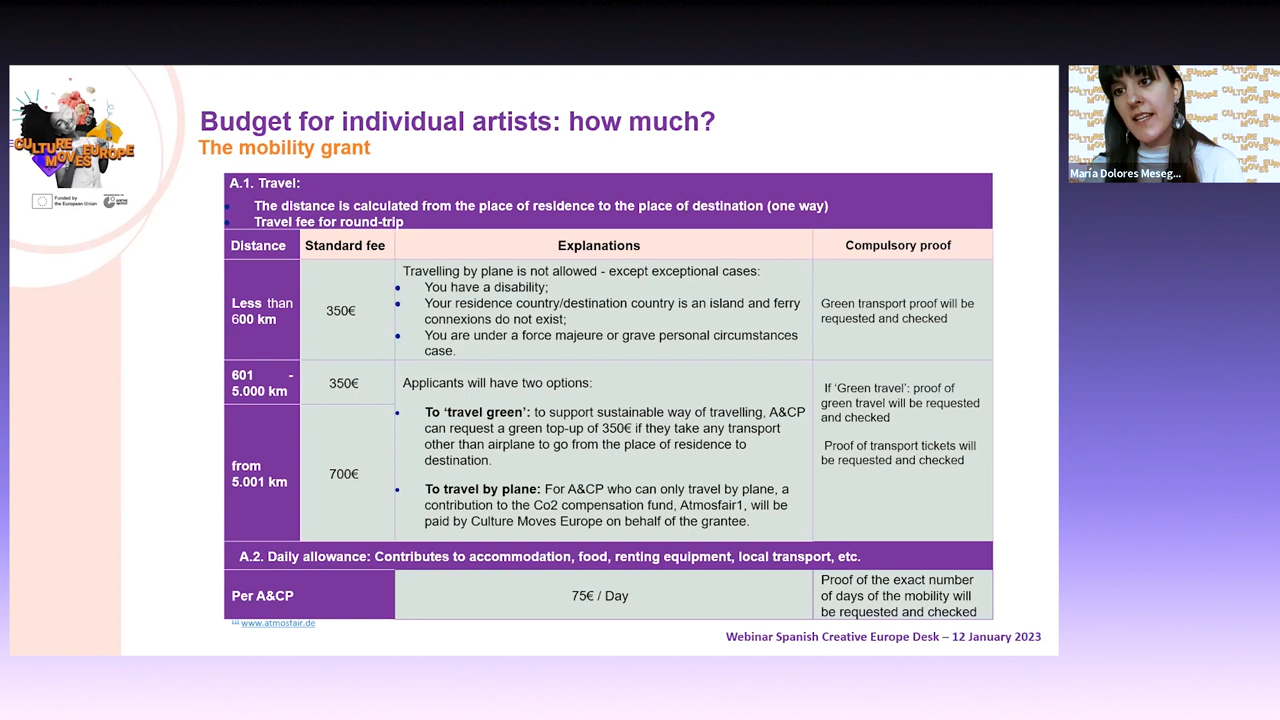 Budget for individual artists: how much?
The mobility grant
CULTURE
MOVES
EUROPE
Funded by
the European Union
A.1. Travel:
The distance is calculated from the place of residence to the place of destination (one way)
Travel fee for round-trip
Distance
Standard fee
Explanations
Compulsory proof
Less than
600 km
350€
Travelling by plane is not allowed - except exceptional cases:
You have a disability;
Your residence country/destination country is an island and ferry
connexions do not exist;
You are under a force majeure or grave personal circumstances
case.
Green transport proof will be
requested and checked
601 -
5.000 km
350€
from
5.001 km
700€
Applicants will have two options:
To ‘travel green’: to support sustainable way of travelling, A&CP
can request a green top-up of 350€ if they take any transport
other than airplane to go from the place of residence to
destination.
To travel by plane: For A&CP who can only travel by plane, a
contribution to the Co2 compensation fund, Atmosfair1, will be
paid by Culture Moves Europe on behalf of the grantee.
If ‘Green travel’: proof of
green travel will be requested
and checked
Proof of transport tickets will
be requested and checked
A.2. Daily allowance: Contributes to accommodation, food, renting equipment, local transport, etc.
Per A&CP
75€ / Day
Proof of the exact number
of days of the mobility will
be requested and checked
www.atmosfair.de
Webinar Spanish Creative Europe Desk – 12 January 2023
María Dolores Meseg...